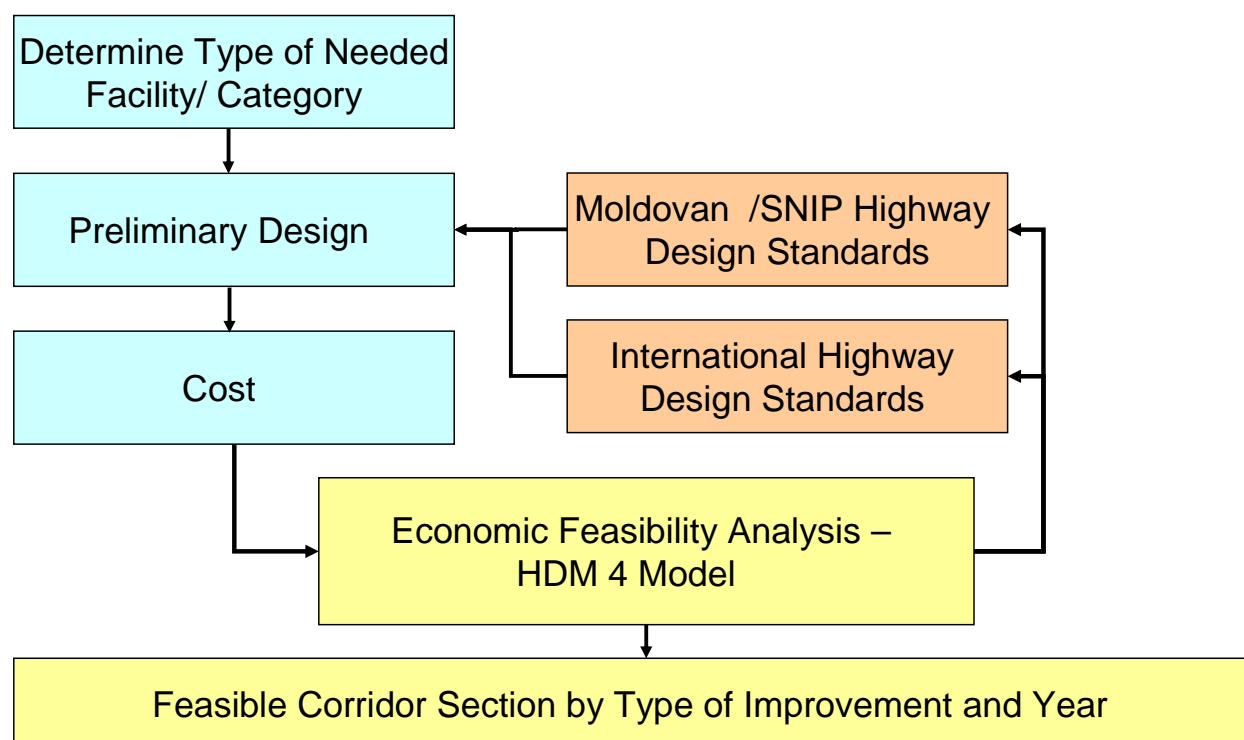 Determine Type of Needed
Facility/ Category
Preliminary Design
Moldovan  /SNIP Highway
Design Standards
Cost
International Highway
Design Standards
Economic Feasibility Analysis –
HDM 4 Model
Feasible Corridor Section by Type of Improvement and Year